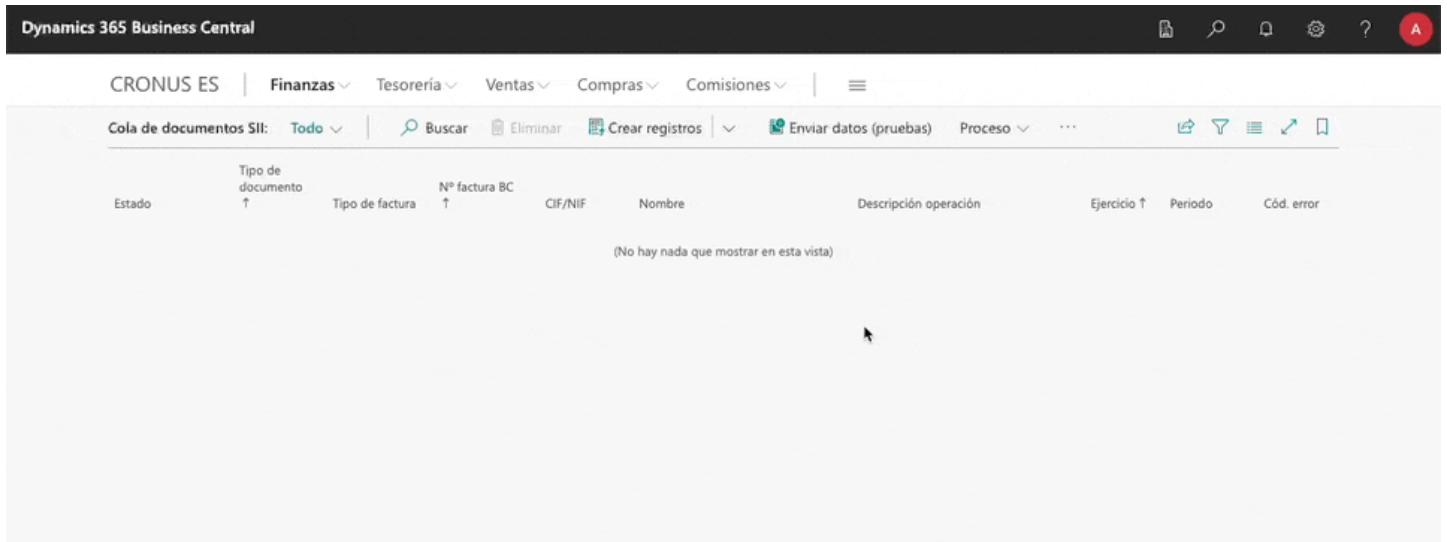 Dynamics 365 Business Central
? A
CRONUS ES Finanzas Tesorería Ventas Compras Comisiones
Cola de documentos SII: Todo Buscar Eliminar Crear registros Enviar datos (pruebas) Proceso ···
Estado Tipo de documento ↑ Tipo de factura Nº factura BC ↑ CIF/NIF Nombre Descripción operación Ejercicio ↑ Periodo Cód. error
(No hay nada que mostrar en esta vista)